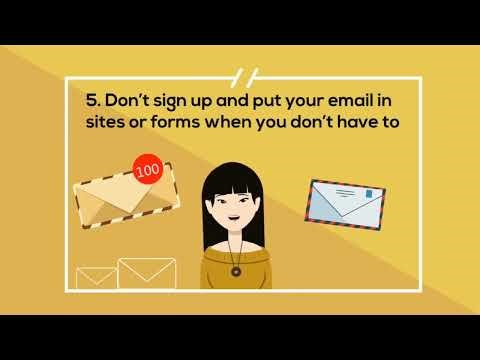 5. Don't sign up and put your email in
sites or forms when you don't have to
100